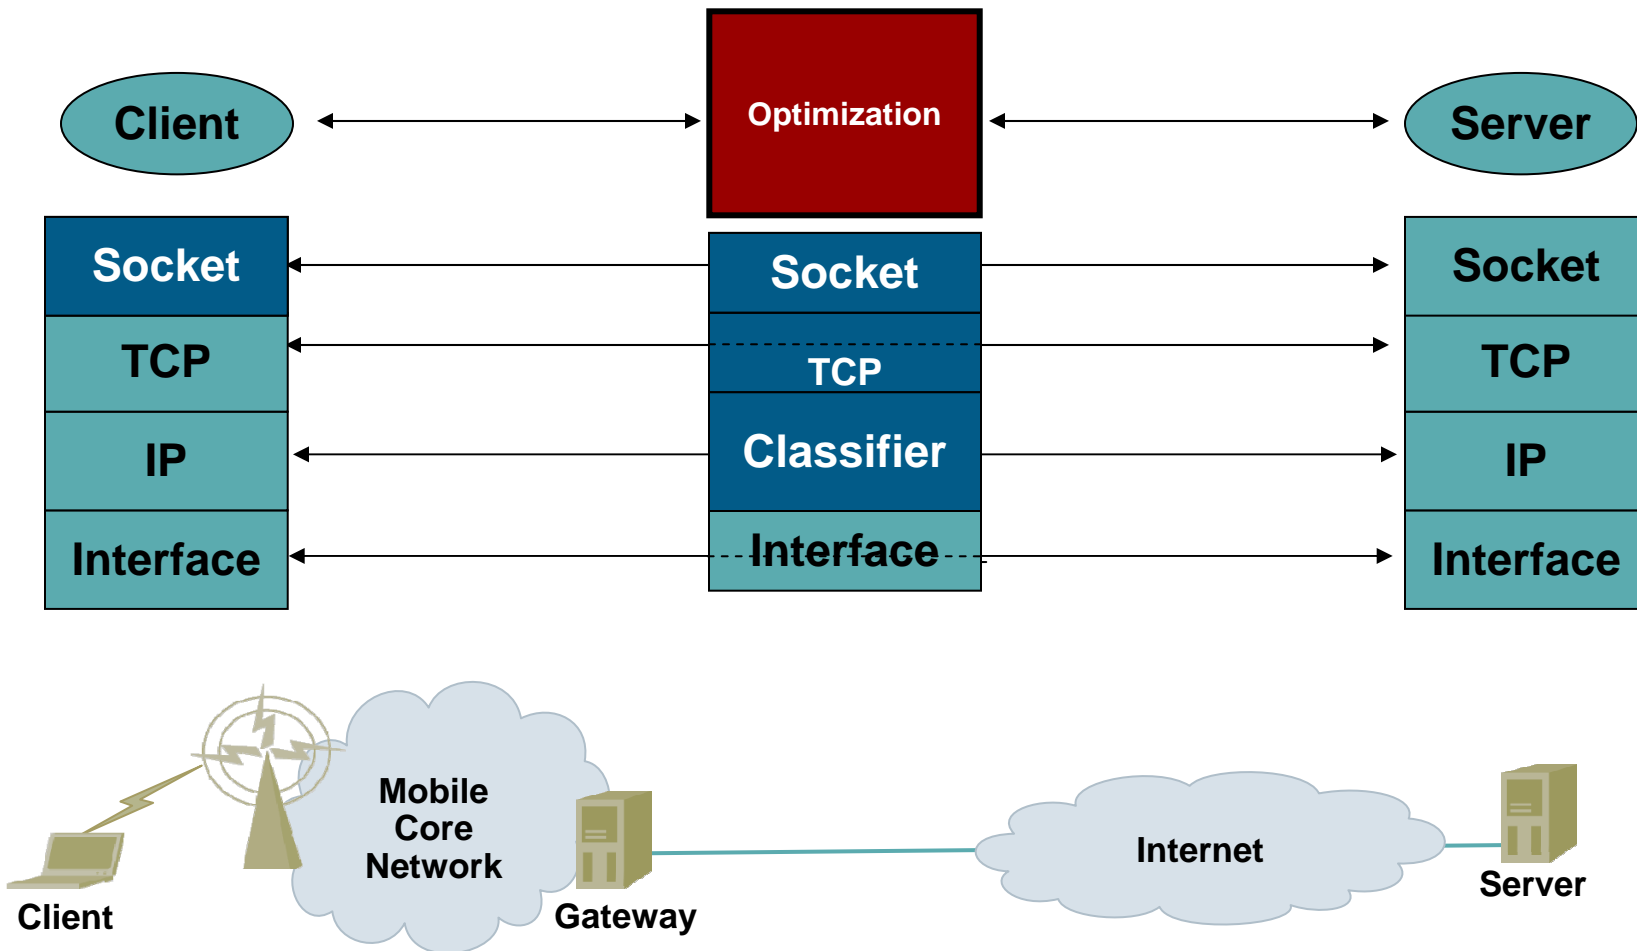 Client
Optimization
Server
Socket
TCP
IP
Interface
Socket
TCP
Classifier
Interface
Socket
TCP
IP
Interface
Mobile
Core
Network
Internet
Client
Gateway
Server